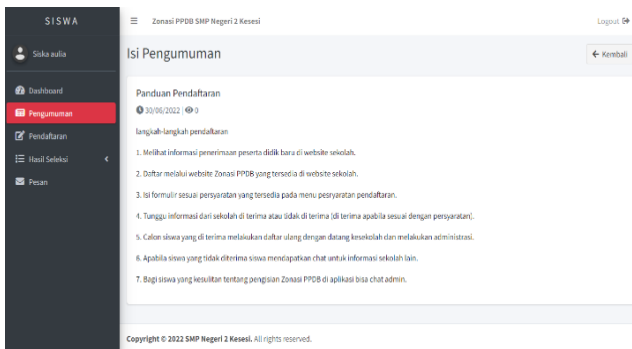 SISWA
Zonasi PPDB SMP Negeri 2 Kesesi
Logout
Siska aulia
Isi Pengumuman
Kembali
Dashboard
Pengumuman
Pendaftaran
Hasil Seleksi
Pesan
Panduan Pendaftaran
30/06/2022 | 0
langkah-langkah pendaftaran
1. Melihat informasi penerimaan peserta didik baru di website sekolah.
2. Daftar melalui website Zonasi PPDB yang tersedia di website sekolah.
3. Isi formulir sesuai persyaratan yang tersedia pada menu pesryaratan pendaftaran.
4. Tunggu informasi dari sekolah di terima atau tidak di terima (di terima apabila sesuai dengan persyaratan).
5. Calon siswa yang di terima melakukan daftar ulang dengan datang kesekolah dan melakukan administrasi.
6. Apabila siswa yang tidak diterima siswa mendapatkan chat untuk informasi sekolah lain.
7. Bagi siswa yang kesulitan tentang pengisian Zonasi PPDB di aplikasi bisa chat admin.
Copyright © 2022 SMP Negeri 2 Kesesi. All rights reserved.